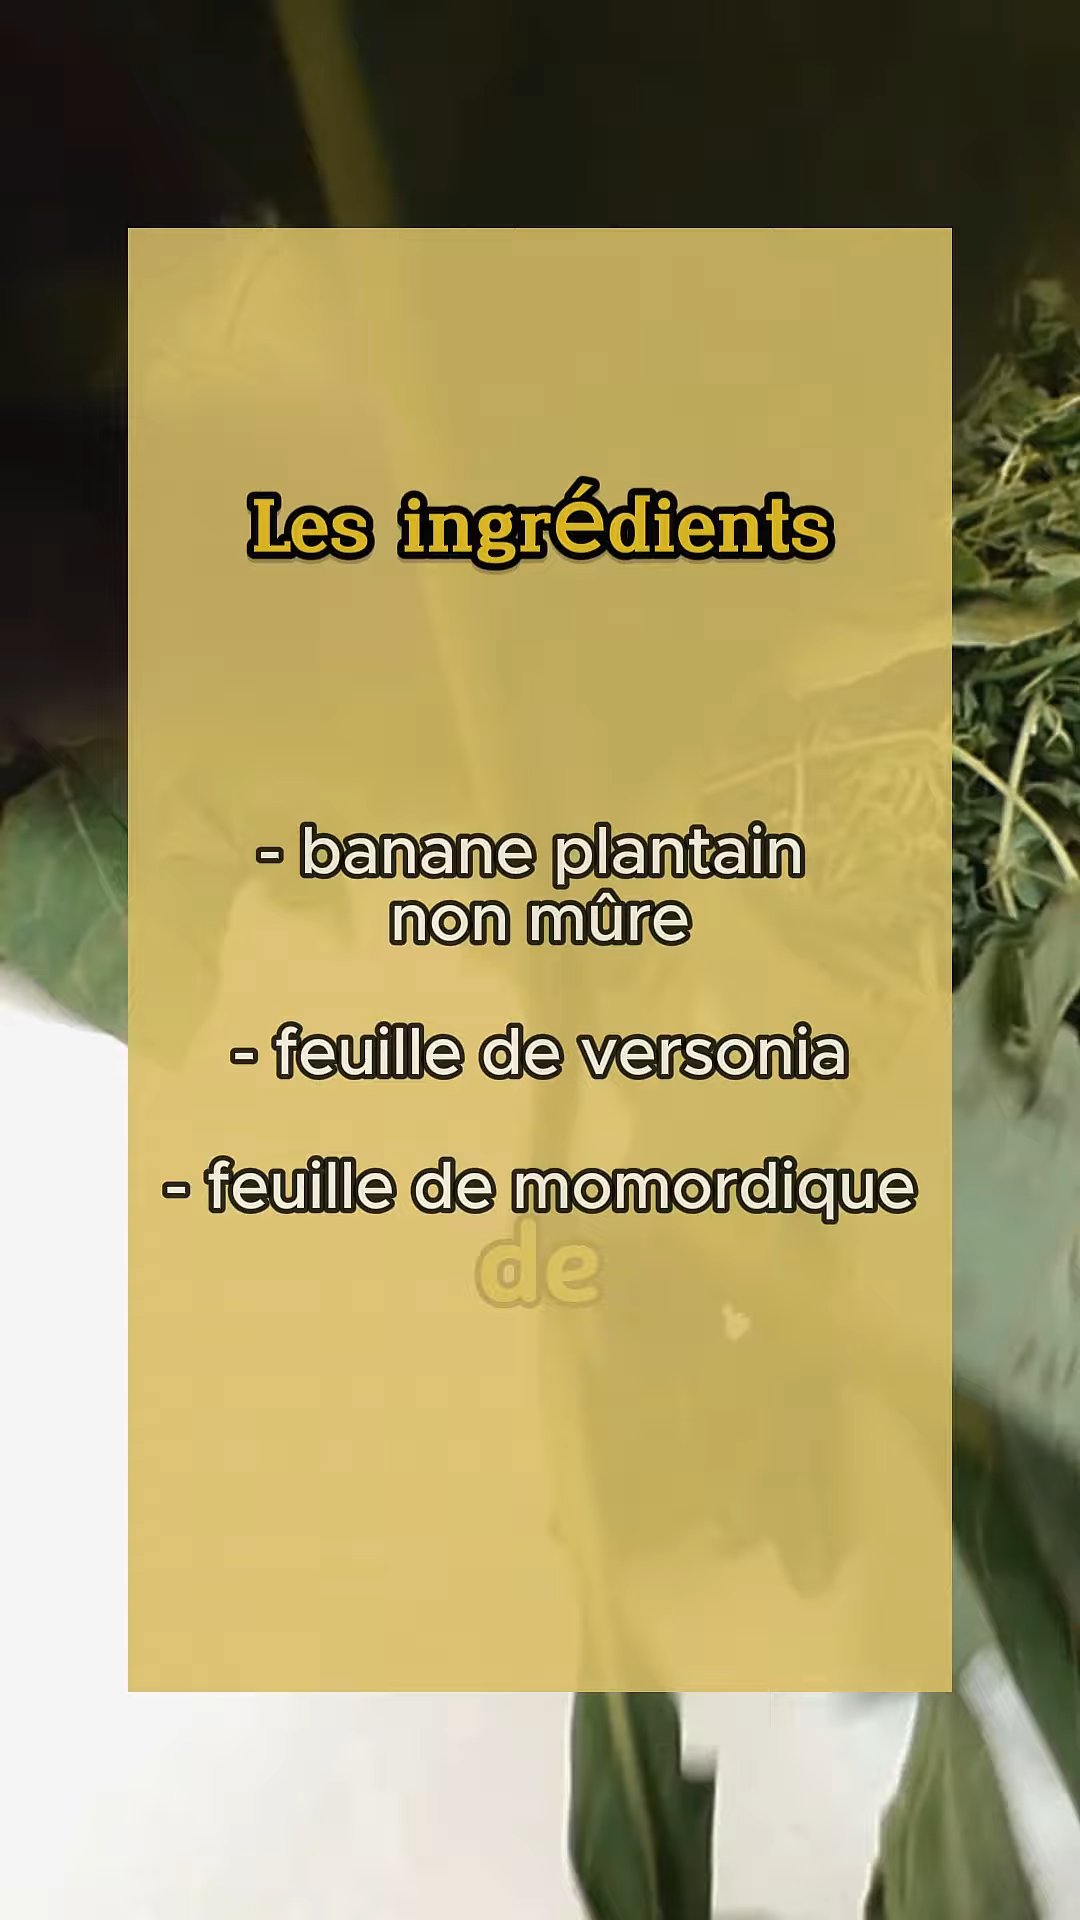 Les ingrédients
- banane plantain
non mûre
- feuille de versonia
- feuille de momordique
de